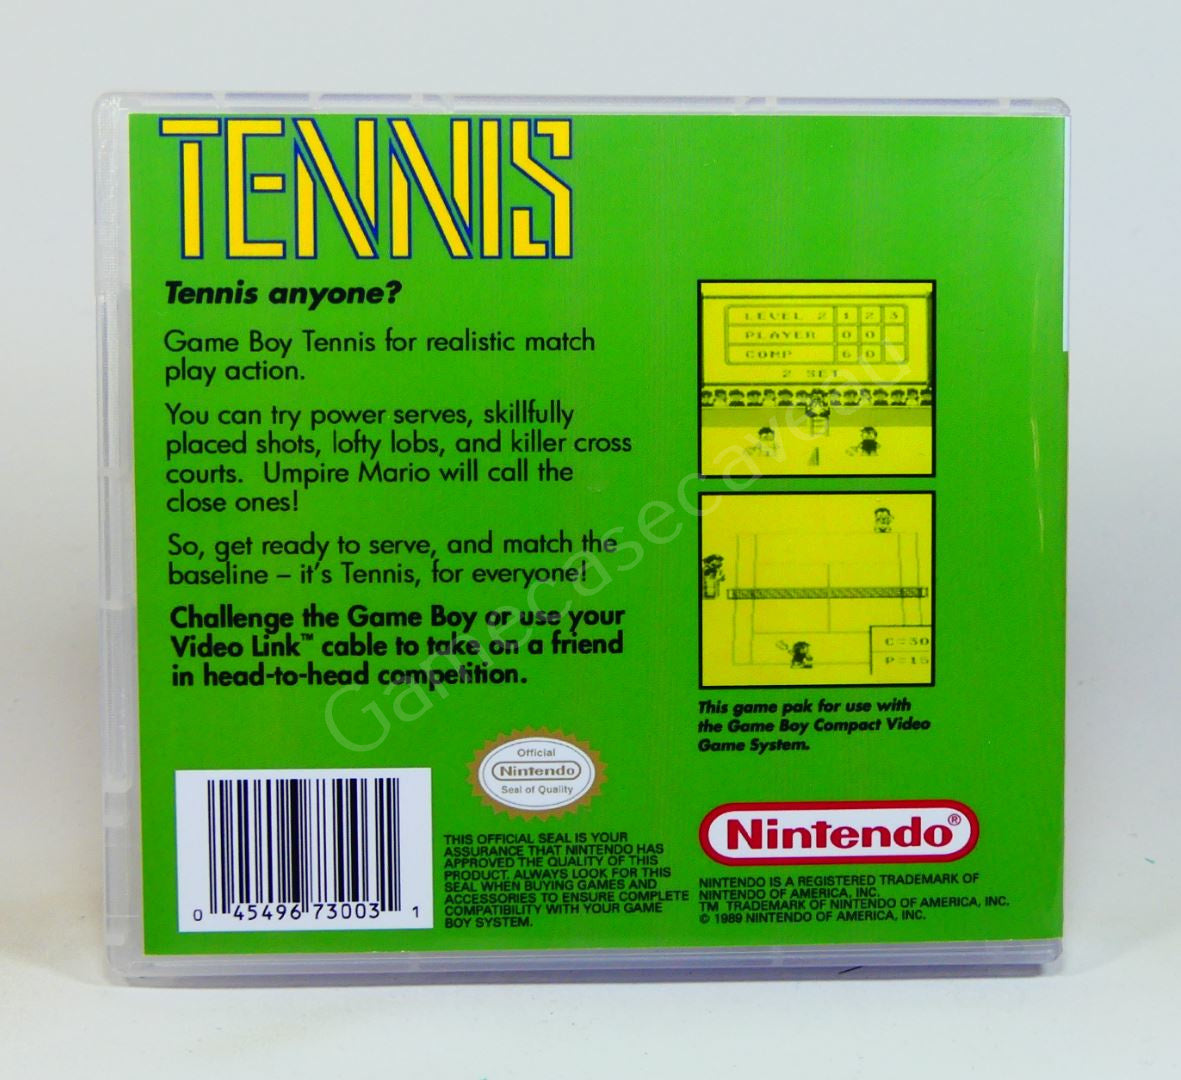 TENNIS
Tennis anyone?
Game Boy Tennis for realistic match
play action.
You can try power serves, skillfully
placed shots, lofty lobs, and killer cross
courts. Umpire Mario will call the
close ones!
So, get ready to serve, and match the
baseline – it's Tennis, for everyone!
Challenge the Game Boy or use your
Video Link™ cable to take on a friend
in head-to-head competition.
LEVEL 2 1 2 3
PLAYER 0 0
COMP 6 0
2 SET
C=30
P=15
This game pak for use with
the Game Boy Compact Video
Game System.
Official
Nintendo
Seal of Quality
THIS OFFICIAL SEAL IS YOUR
ASSURANCE THAT NINTENDO HAS
APPROVED THE QUALITY OF THIS
PRODUCT. ALWAYS LOOK FOR THIS
SEAL WHEN BUYING GAMES AND
ACCESSORIES TO ENSURE COMPLETE
COMPATIBILITY WITH YOUR GAME
BOY SYSTEM.
0 45496 73003 1
Nintendo®
NINTENDO IS A REGISTERED TRADEMARK OF
NINTENDO OF AMERICA, INC.
TM TRADEMARK OF NINTENDO OF AMERICA, INC.
© 1989 NINTENDO OF AMERICA, INC.
Gamecasecaveau